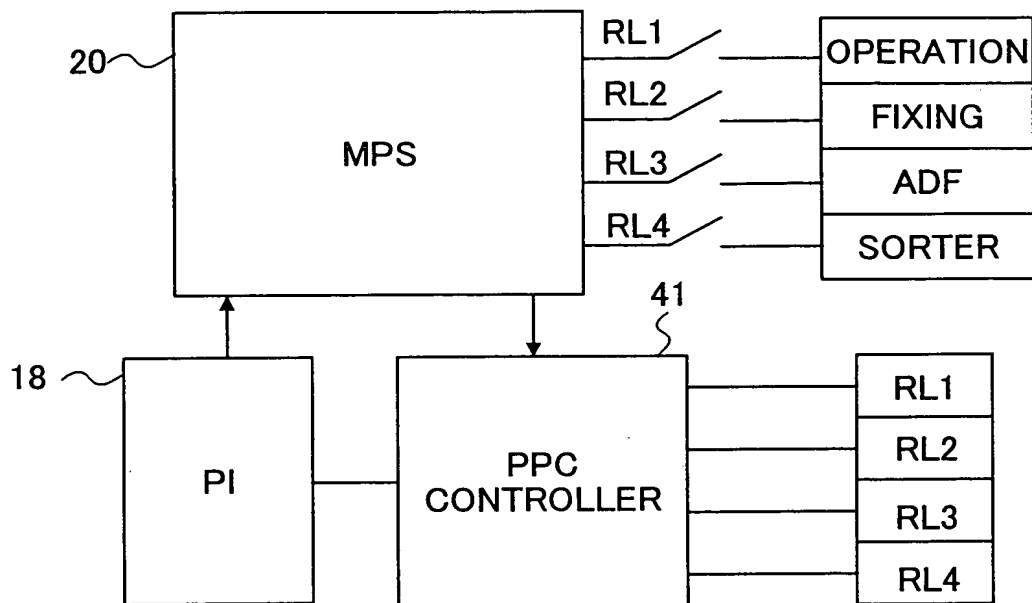 RL1
OPERATION
20
RL2
FIXING
MPS
RL3
ADF
RL4
SORTER
41
18
RL1
PI
PPC
CONTROLLER
RL2
RL3
RL4